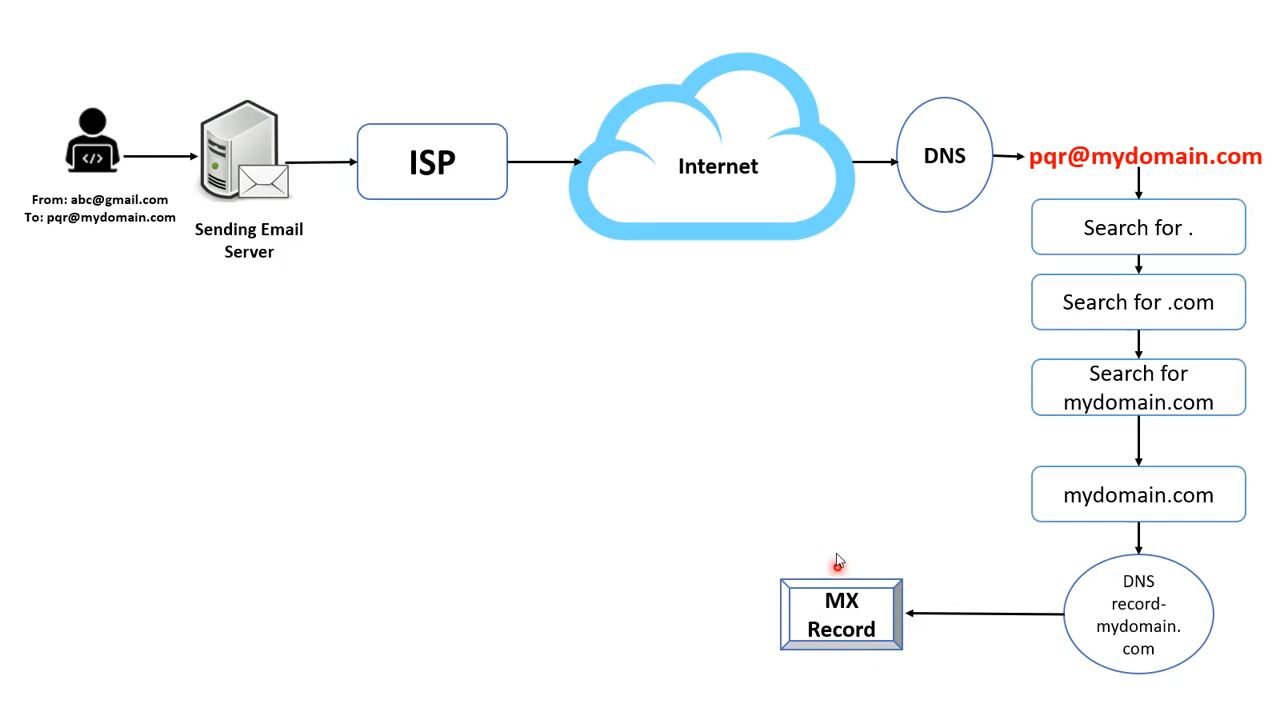 From: abc@gmail.com
To: pqr@mydomain.com
</>
Sending Email
Server
ISP
Internet
DNS
pqr@mydomain.com
Search for .
Search for .com
Search for
mydomain.com
mydomain.com
DNS
record-
mydomain.
com
MX
Record